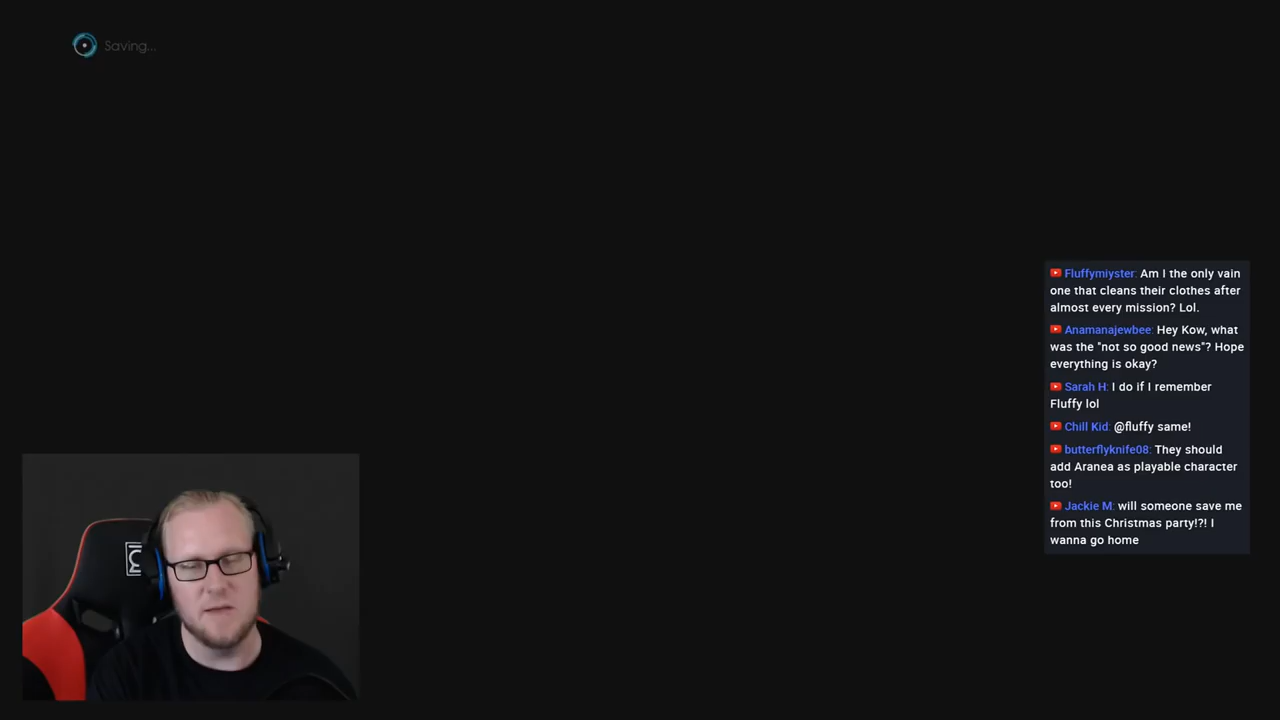 Saving...
Fluffymiyster: Am I the only vain
one that cleans their clothes after
almost every mission? Lol.
Anamanajewbee: Hey Kow, what
was the "not so good news"? Hope
everything is okay?
Sarah H: I do if I remember
Fluffy lol
Chill Kid: @fluffy same!
butterflyknife08: They should
add Aranea as playable character
too!
Jackie M: will someone save me
from this Christmas party!?! I
wanna go home